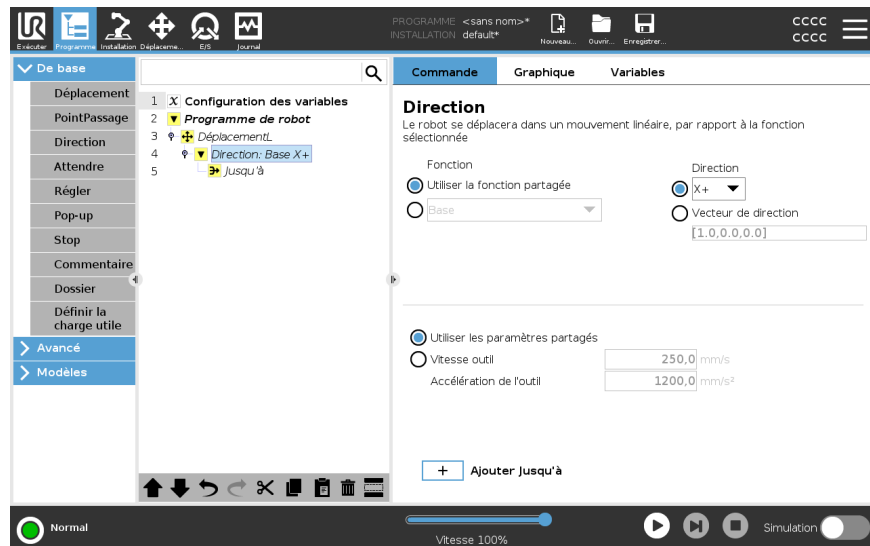 PROGRAMME <sans nom>*
INSTALLATION default*
Exécuter
Programme
Installation
Déplaceme...
E/S
Journal
Nouveau...
Ouvrir...
Enregistrer...
CCCC
CCCC
De base
Déplacement
PointPassage
Direction
Attendre
Régler
Pop-up
Stop
Commentaire
Dossier
Définir la
charge utile
Avancé
Modèles
1 X Configuration des variables
2 Programme de robot
3 DéplacementL
4 Direction: Base X+
5 Jusqu'à
Commande
Graphique
Variables
Direction
Le robot se déplacera dans un mouvement linéaire, par rapport à la fonction
sélectionnée
Fonction
Utiliser la fonction partagée
Base
Direction
X+
Vecteur de direction
[1.0,0.0,0.0]
Utiliser les paramètres partagés
Vitesse outil 250,0 mm/s
Accélération de l'outil 1200,0 mm/s²
+ Ajouter Jusqu'à
Normal
Vitesse 100%
Simulation